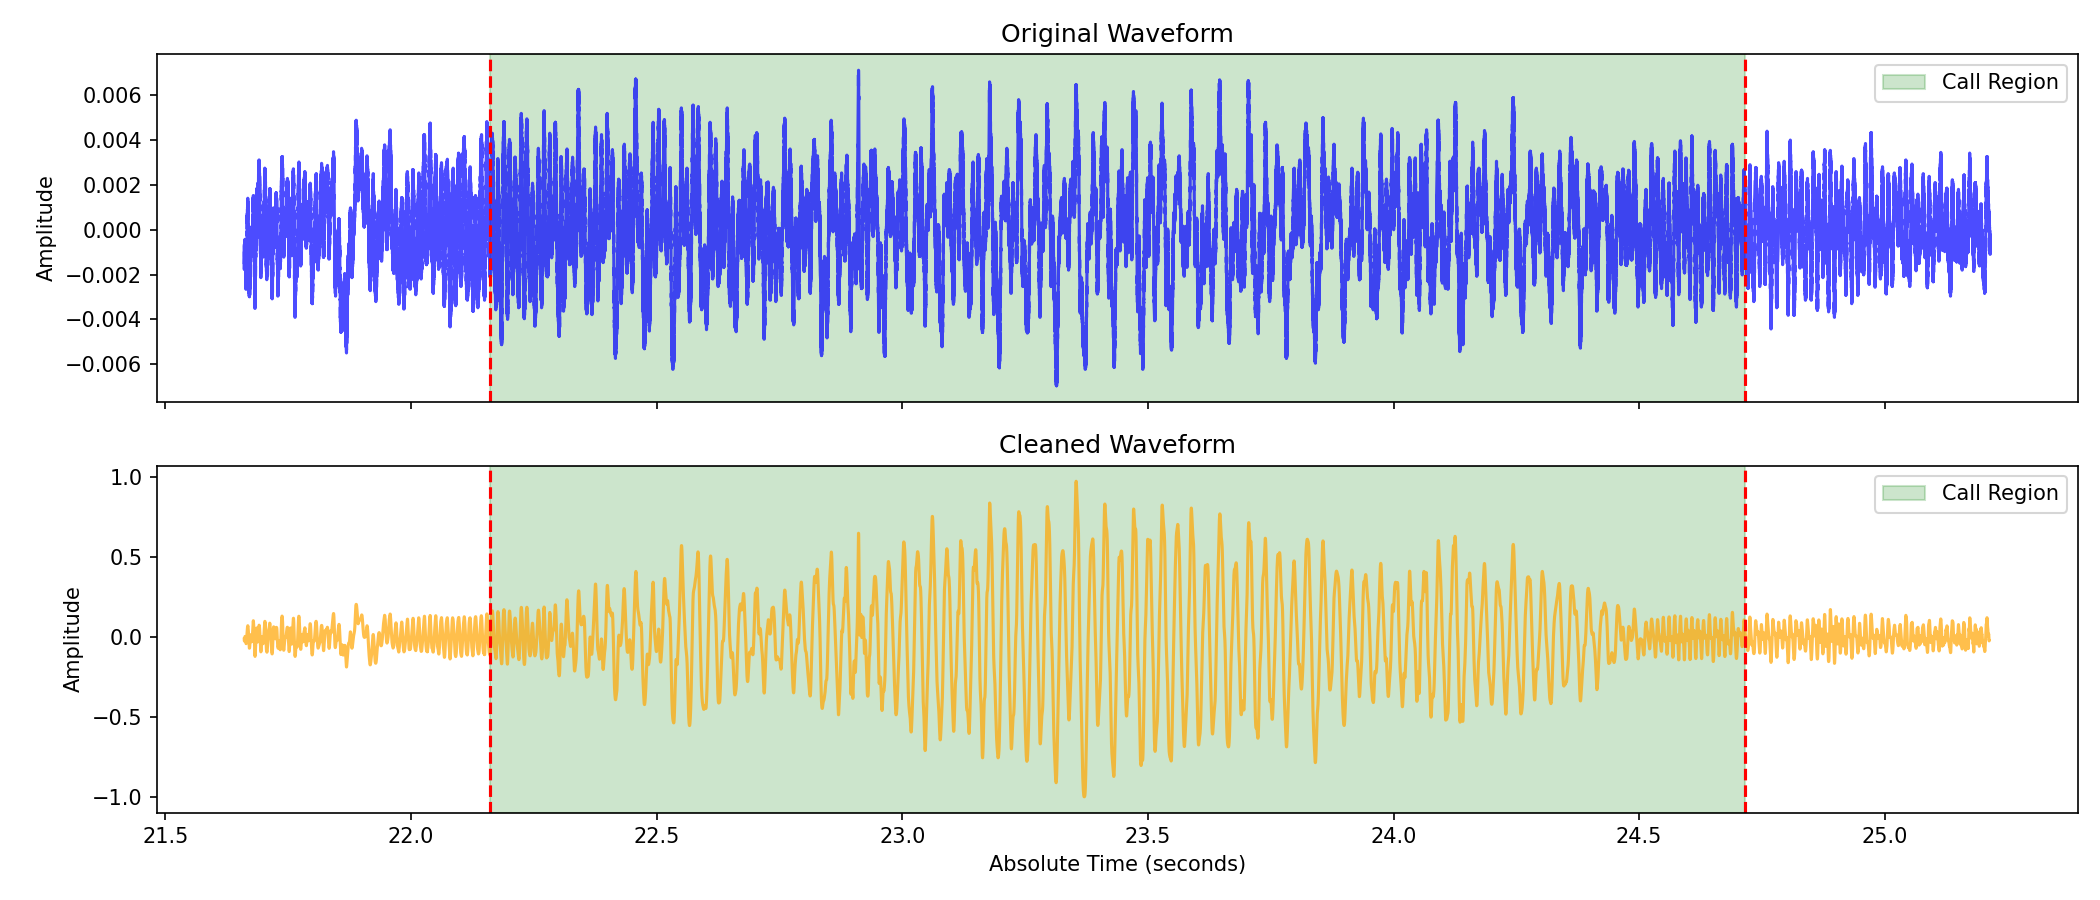 Original Waveform
Amplitude
0.006
0.004
0.002
0.000
−0.002
−0.004
−0.006
Call Region
Cleaned Waveform
Amplitude
1.0
0.5
0.0
−0.5
−1.0
Call Region
21.5 22.0 22.5 23.0 23.5 24.0 24.5 25.0
Absolute Time (seconds)